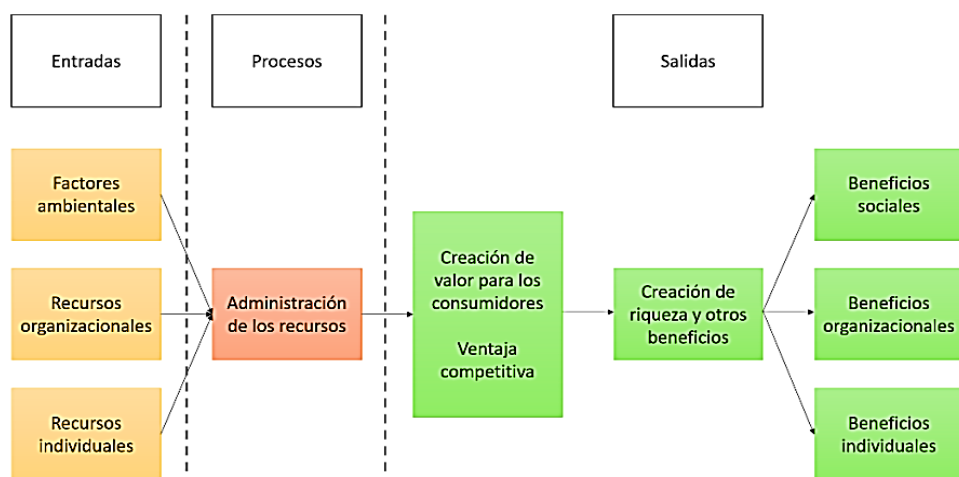 Entradas
Procesos
Salidas
Factores
ambientales
Recursos
organizacionales
Recursos
individuales
Administración
de los recursos
Creación de
valor para los
consumidores
Ventaja
competitiva
Creación de
riqueza y otros
beneficios
Beneficios
sociales
Beneficios
organizacionales
Beneficios
individuales